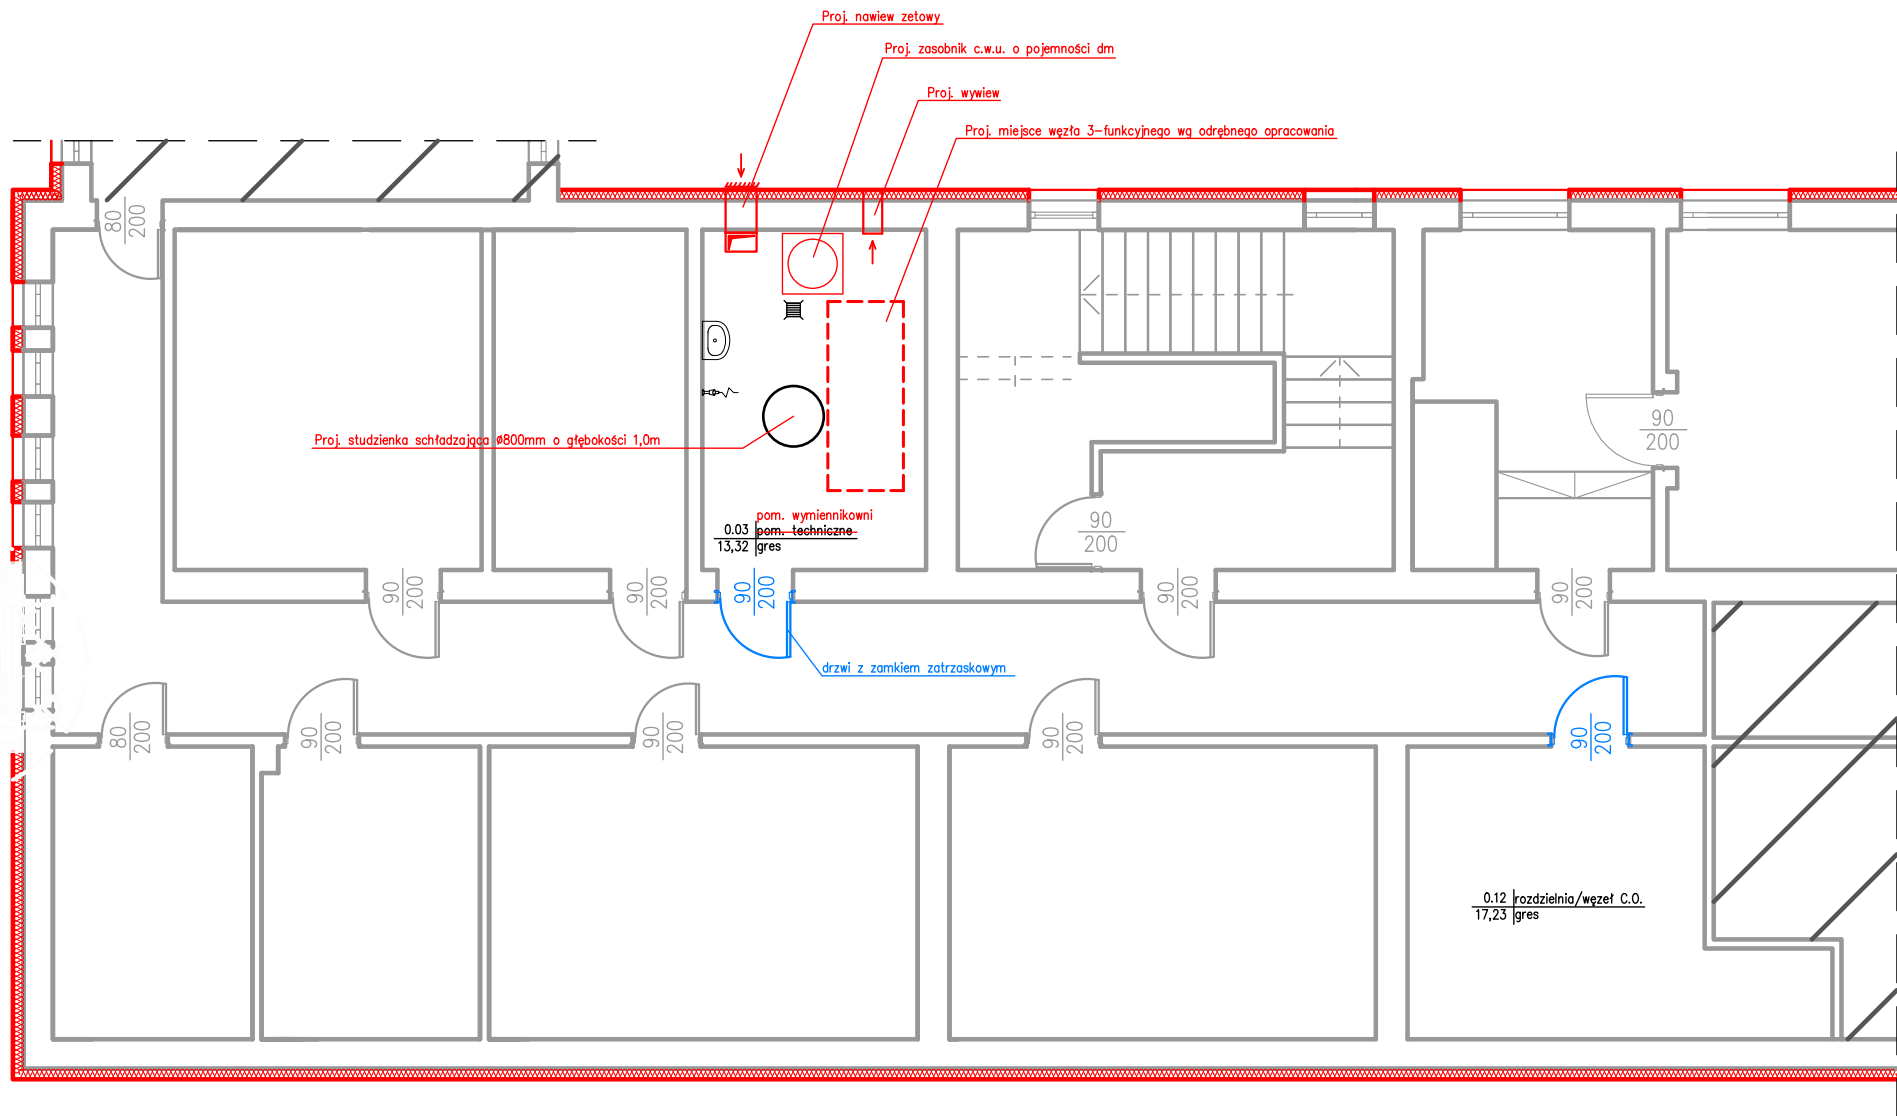 Proj. nawiew zetowy
Proj. zasobnik c.w.u. o pojemności dm
Proj. wywiew
Proj. miejsce węzła 3-funkcyjnego wg odrębnego opracowania
80
200
90
200
Proj. studzienka schładzająca ø800mm o głębokości 1,0m
pom. wymiennikowni
0.03 pom. techniczne
13,32 gres
90
200
90
200
90
200
90
200
90
200
90
200
drzwi z zamkiem zatrzaskowym
80
200
90
200
90
200
90
200
90
200
0.12 rozdzielnia/węzeł C.O.
17,23 gres